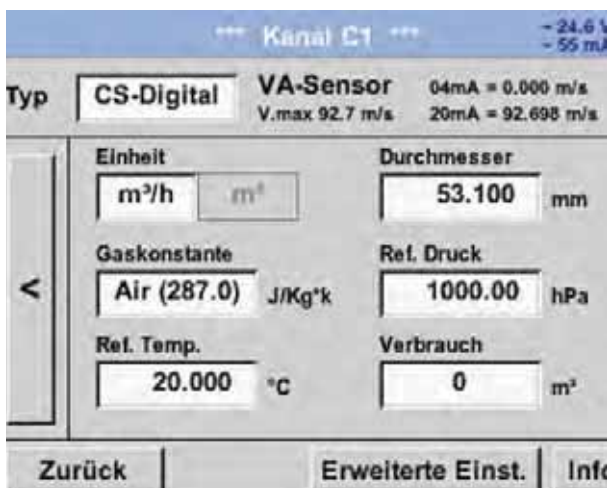 *** Kanal C1 ***
~ 24.6 V
~ 55 mA
Typ CS-Digital VA-Sensor 04mA = 0.000 m/s
V.max 92.7 m/s 20mA = 92.698 m/s
Einheit Durchmesser
m³/h m³ 53.100 mm
Gaskonstante Ref. Druck
Air (287.0) J/Kg*k 1000.00 hPa
<
Ref. Temp. Verbrauch
20.000 °C 0 m³
Zurück Erweiterte Einst. Info